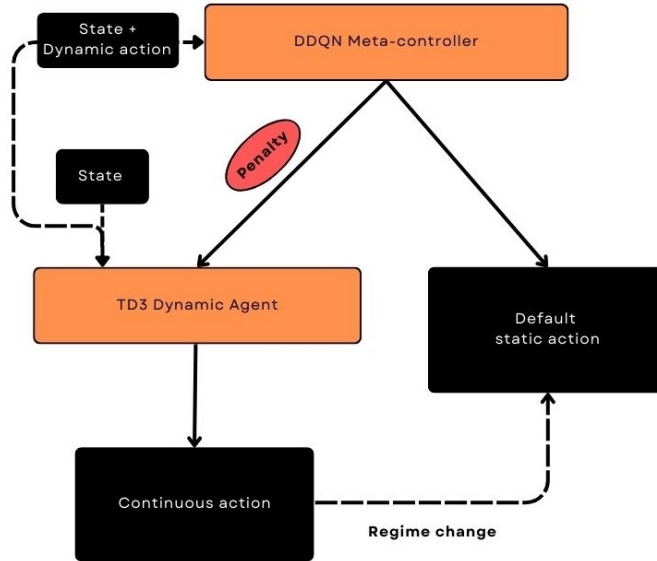 State +
Dynamic action
DDQN Meta-controller
Penalty
State
TD3 Dynamic Agent
Default
static action
Continuous action
Regime change